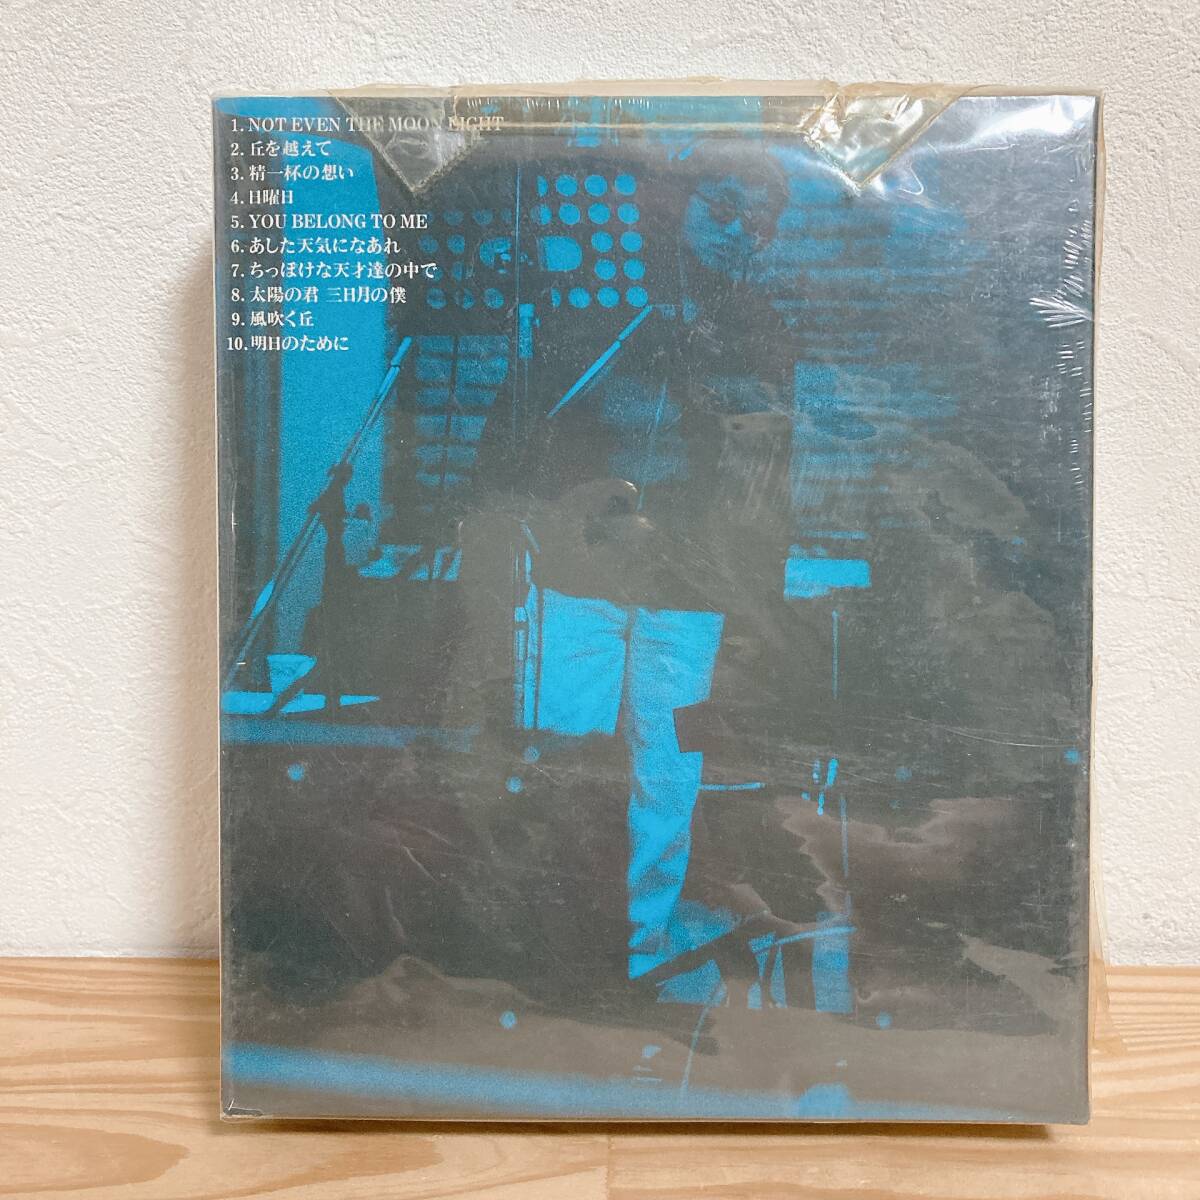 1. NOT EVEN THE MOON LIGHT
2. 丘を越えて
3. 精一杯の想い
4. 日曜日
5. YOU BELONG TO ME
6. あした天気になあれ
7. ちっぽけな天才達の中で
8. 太陽の君 三日月の僕
9. 風吹く丘
10. 明日のために